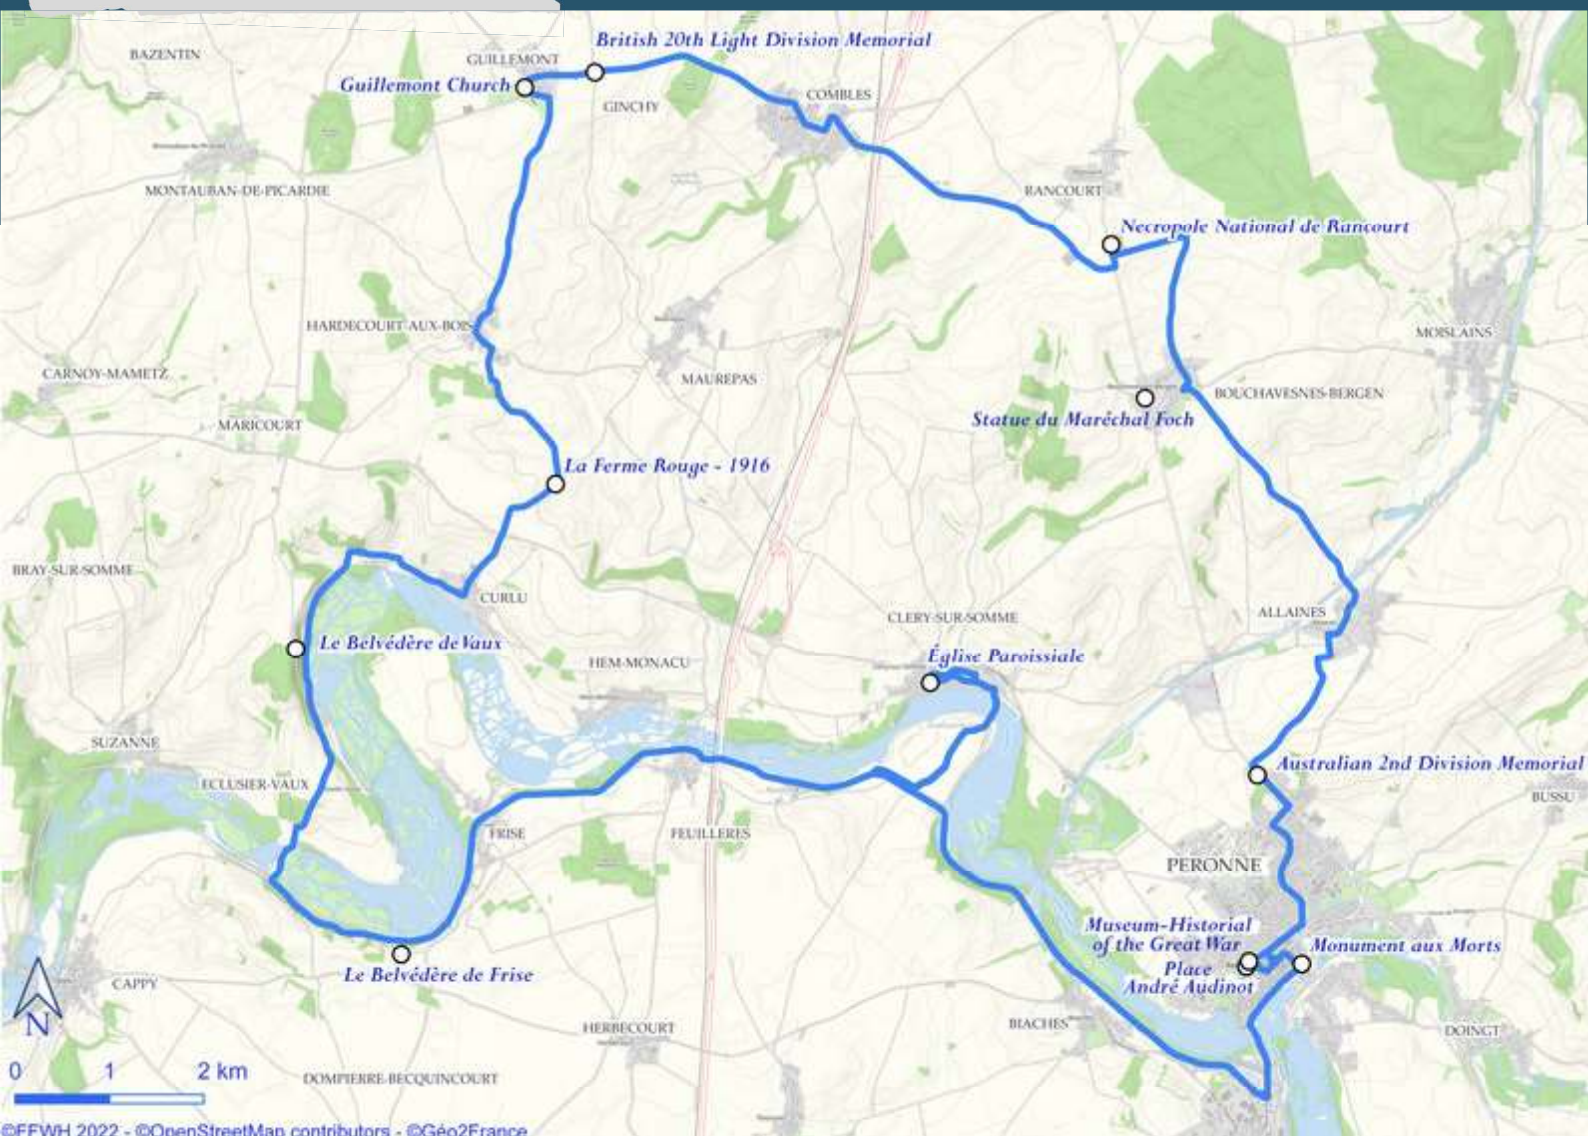 British 20th Light Division Memorial
BAZENTIN
GUILLEMONT
Guillemont Church
COMBLES
GINCHY
MONTAUBAN-DE-PICARDIE
RANCOURT
Necropole National de Rancourt
HARDECOURT-AUX-BOIS
MOISLAINS
CARNOY-MAMETZ
MAUREPAS
BOUCHAVESNES-BERGEN
Statue du Maréchal Foch
MARICOURT
La Ferme Rouge - 1916
BRAY-SUR-SOMME
CURLU
ALLAINES
CLERY-SUR-SOMME
Le Belvédère de Vaux
Église Paroissiale
HEM-MONACU
SUZANNE
Australian 2nd Division Memorial
ECLUSIER-VAUX
BUSSU
FRISE
FEUILLERES
PERONNE
Museum-Historial
of the Great War
Monument aux Morts
Place
André Audinot
Le Belvédère de Frise
CAPPY
N
HERBECOURT
BIACHES
DOINGT
0 1 2 km
DOMPIERRE-BECQUINCOURT
©EFWH 2022 - ©OpenStreetMap contributors - ©Géo2France